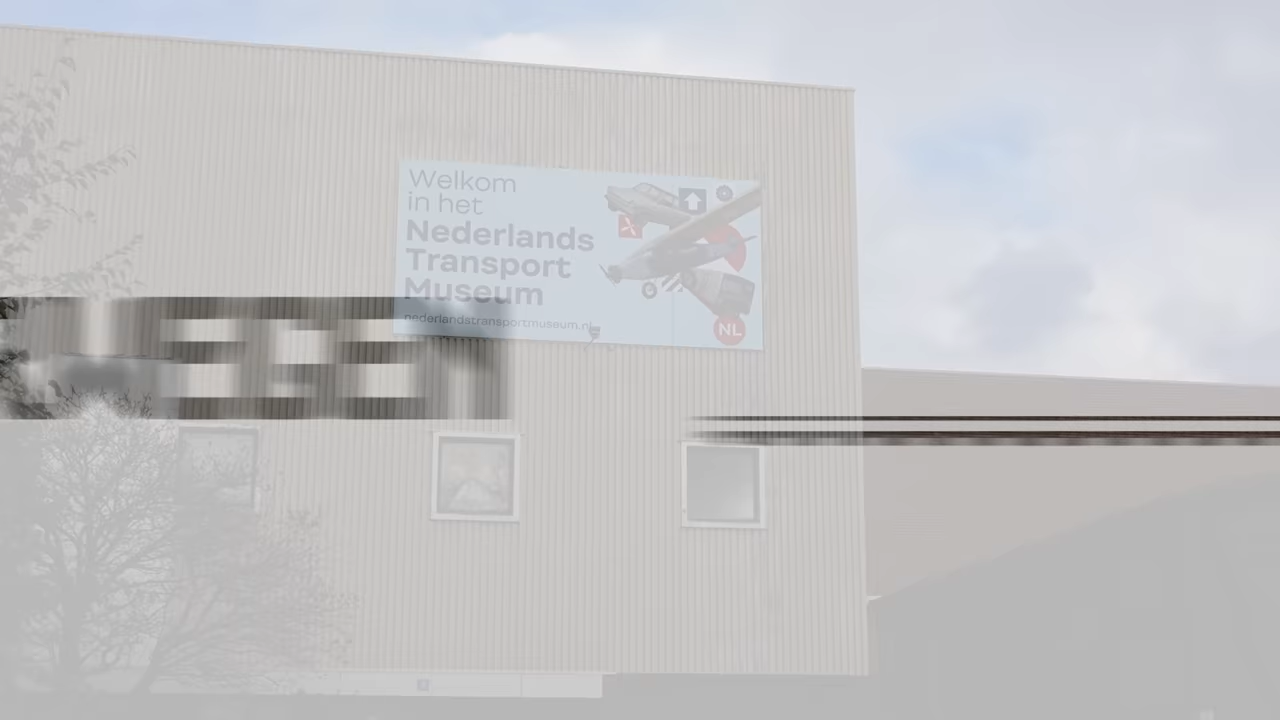 Welkom
in het
Nederlands
Transport
Museum
nederlandstransportmuseum.nl
NL